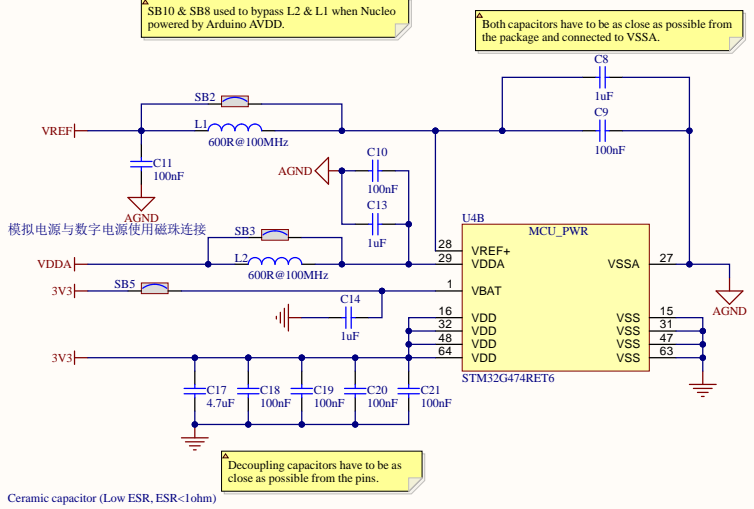 SB10 & SB8 used to bypass L2 & L1 when Nucleo
powered by Arduino AVDD.
Both capacitors have to be as close as possible from
the package and connected to VSSA.
C8
1uF
SB2
C9
100nF
VREF
L1
600R@100MHz
C11
100nF
AGND
C10
100nF
AGND
C13
1uF
模拟电源与数字电源使用磁珠连接
SB3
VDDA
L2
600R@100MHz
3V3
SB5
C14
1uF
U4B
MCU_PWR
28
VREF+
29
VDDA
VSSA
27
1
VBAT
AGND
16
VDD
VSS
15
32
VDD
VSS
31
48
VDD
VSS
47
64
VDD
VSS
63
STM32G474RET6
3V3
C17
4.7uF
C18
100nF
C19
100nF
C20
100nF
C21
100nF
Decoupling capacitors have to be as
close as possible from the pins.
Ceramic capacitor (Low ESR, ESR<1ohm)